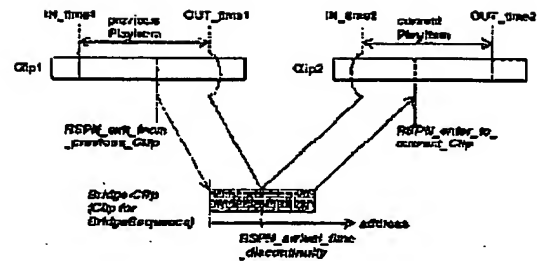 IN_time1 previous PlayItem OUT_time1
IN_time2 current PlayItem OUT_time2
Clip1
Clip2
RSPN_exit_from
_previous_Clip
RSPN_enter_to_
current_Clip
Bridge-Clip
(Clip for
BridgeSequence)
address
RSPN_arrival_time
_discontinuity